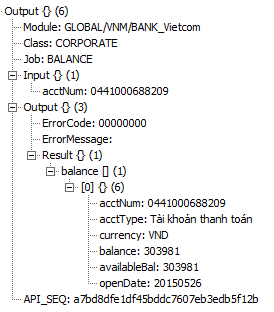 Output {} (6)
Module: GLOBAL/VNM/BANK_Vietcom
Class: CORPORATE
Job: BALANCE
Input {} (1)
acctNum: 0441000688209
Output {} (3)
ErrorCode: 00000000
ErrorMessage:
Result {} (1)
balance [] (1)
[0] {} (6)
acctNum: 0441000688209
acctType: Tài khoản thanh toán
currency: VND
balance: 303981
availableBal: 303981
openDate: 20150526
API_SEQ: a7bd8dfe1df45bddc7607eb3edb5f12b